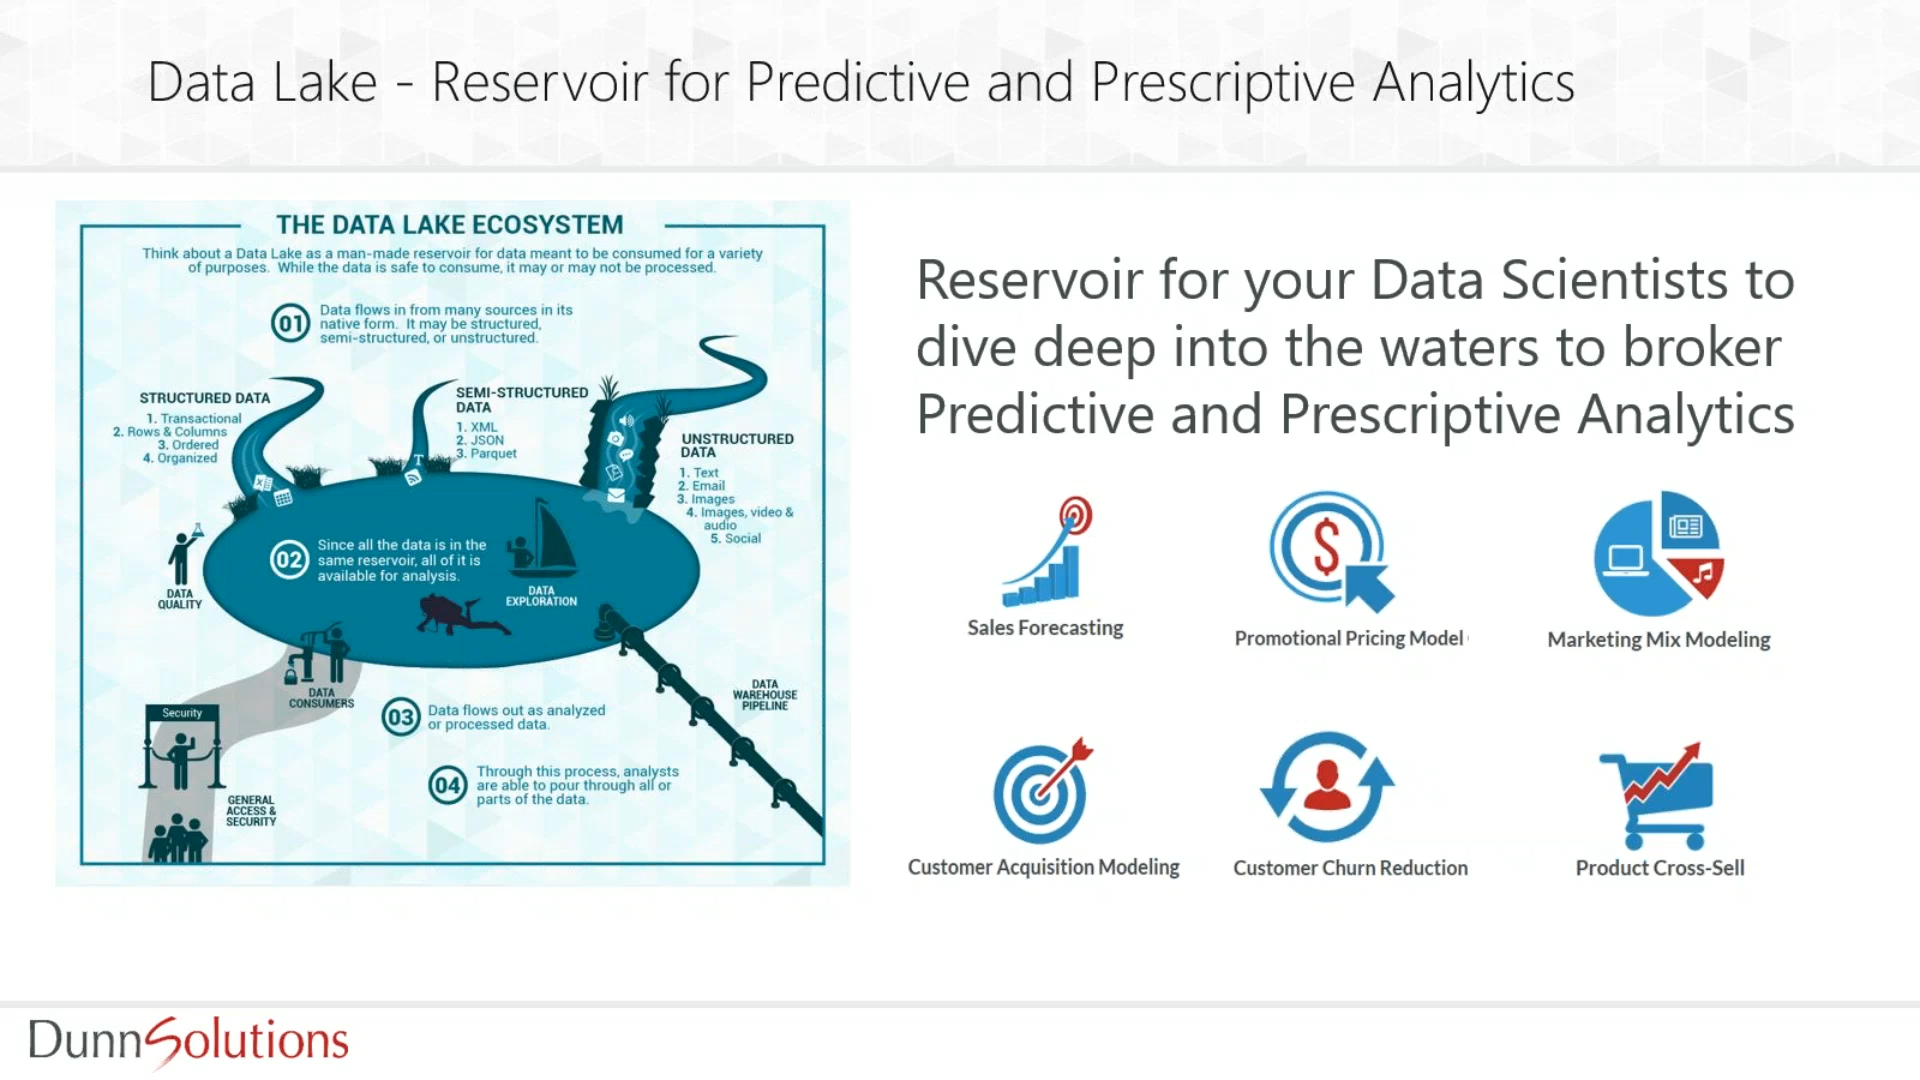 Data Lake - Reservoir for Predictive and Prescriptive Analytics
THE DATA LAKE ECOSYSTEM
Think about a Data Lake as a man-made reservoir for data meant to be consumed for a variety
of purposes. While the data is safe to consume, it may or may not be processed.
01
Data flows in from many sources in its
native form. It may be structured,
semi-structured, or unstructured.
STRUCTURED DATA
1. Transactional
2. Rows & Columns
3. Ordered
4. Organized
SEMI-STRUCTURED
DATA
1. XML
2. JSON
3. Parquet
T
UNSTRUCTURED
DATA
1. Text
2. Email
3. Images
4. Images, video &
audio
5. Social
02
Since all the data is in the
same reservoir, all of it is
available for analysis.
DATA
EXPLORATION
DATA
QUALITY
DATA
CONSUMERS
Security
GENERAL
ACCESS &
SECURITY
03
Data flows out as analyzed
or processed data.
DATA
WAREHOUSE
PIPELINE
04
Through this process, analysts
are able to pour through all or
parts of the data.
Reservoir for your Data Scientists to
dive deep into the waters to broker
Predictive and Prescriptive Analytics
$
Sales Forecasting
Promotional Pricing Model
Marketing Mix Modeling
Customer Acquisition Modeling
Customer Churn Reduction
Product Cross-Sell
DunnSolutions